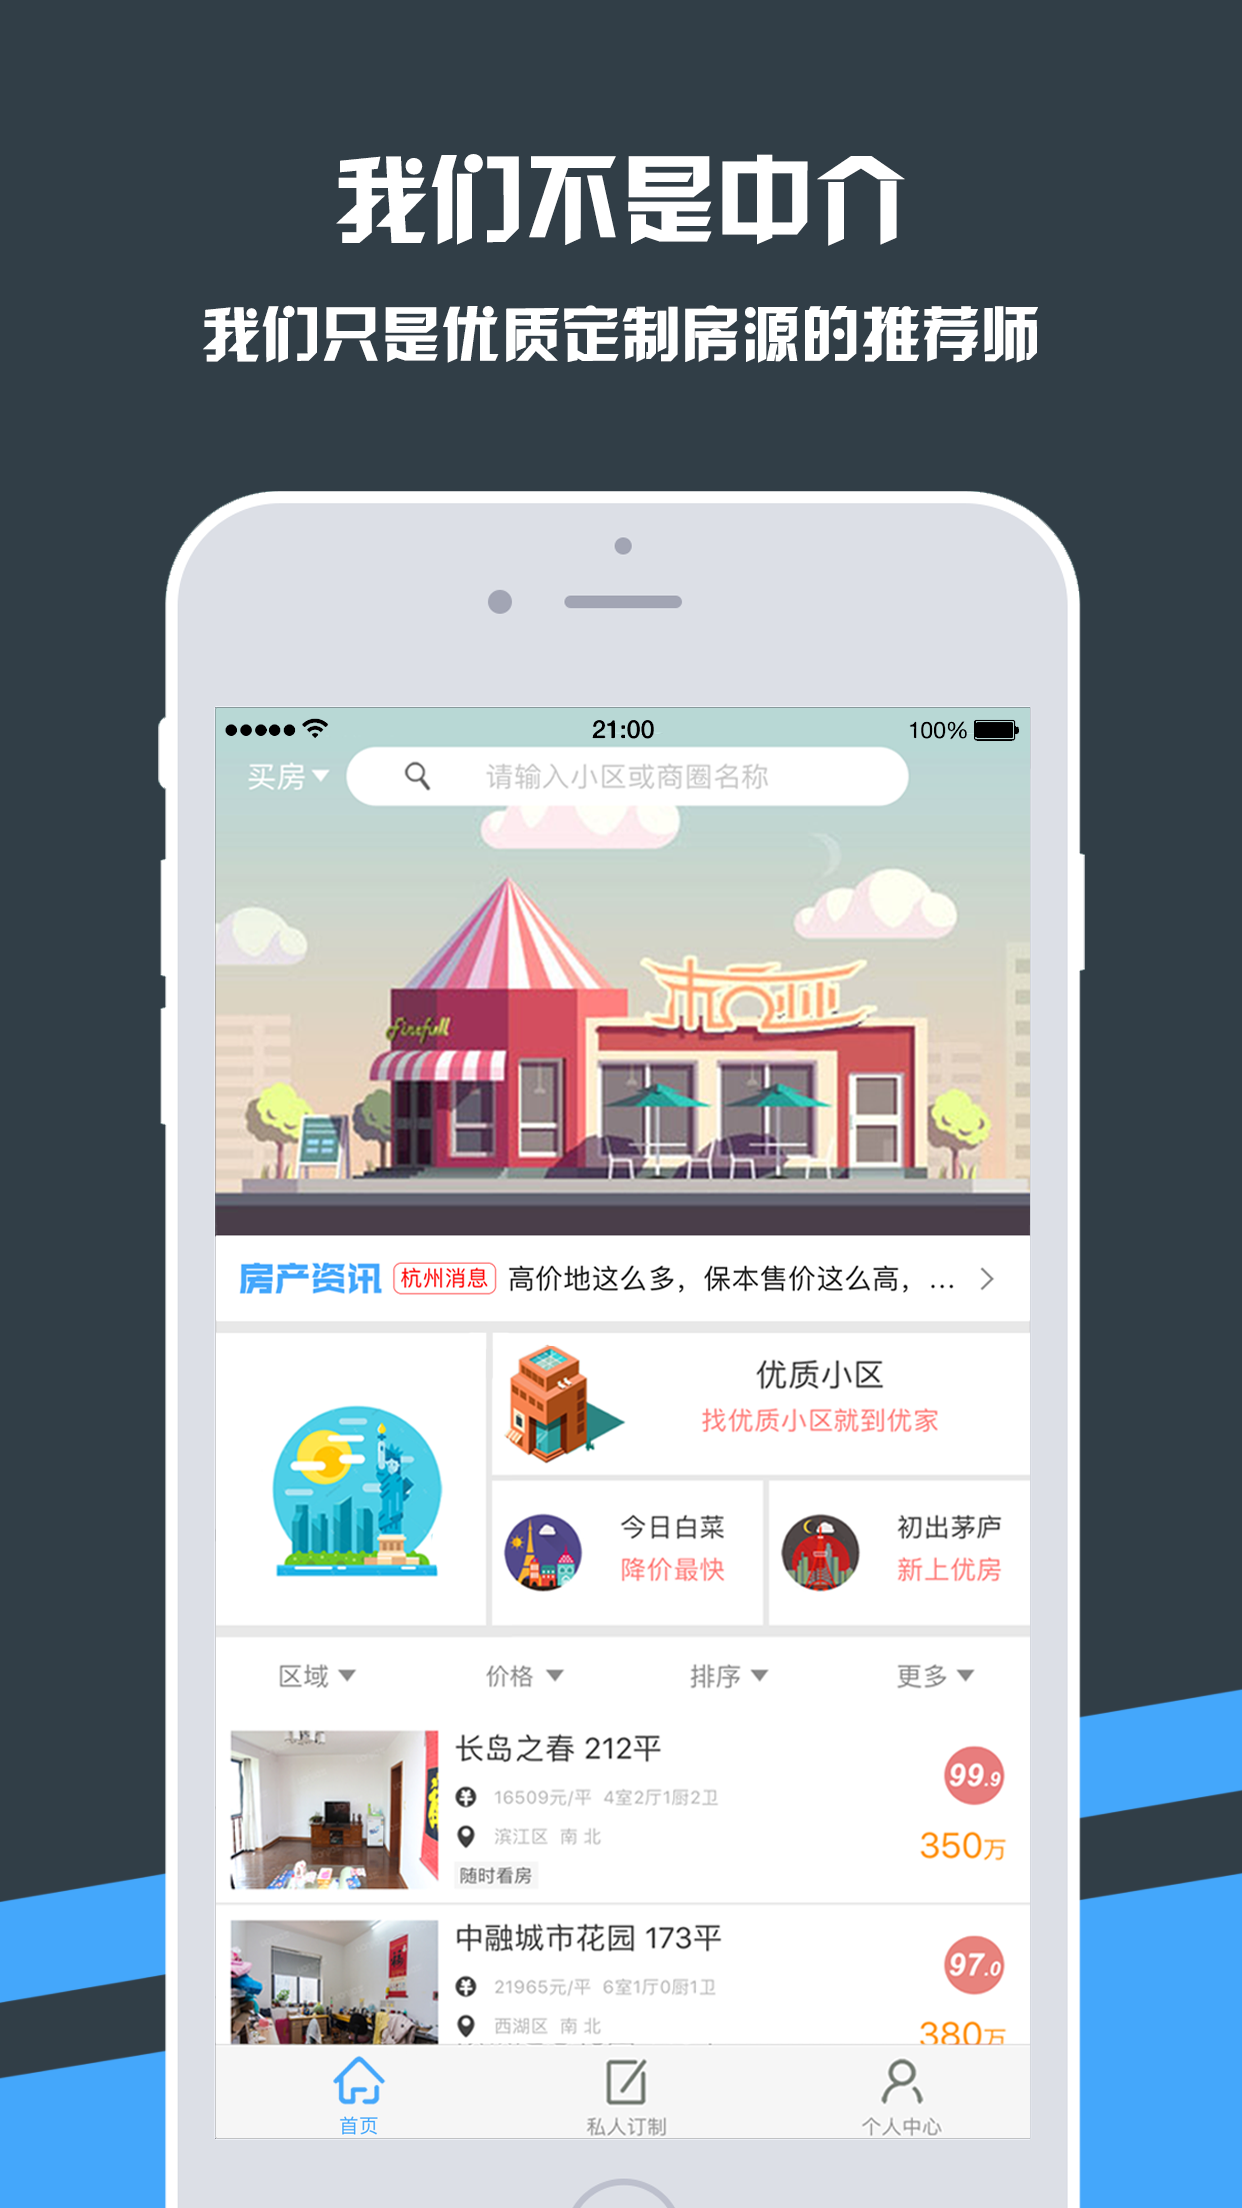 我们不是中介
我们只是优质定制房源的推荐师
21:00
100%
买房
请输入小区或商圈名称
Finefull
房产资讯 杭州消息 高价地这么多，保本售价这么高，...
优质小区
找优质小区就到优家
今日白菜
降价最快
初出茅庐
新上优房
区域 价格 排序 更多
长岛之春 212平
99.9
16509元/平 4室2厅1厨2卫
滨江区 南 北
350万
随时看房
中融城市花园 173平
97.0
21965元/平 6室1厅0厨1卫
西湖区 南 北
380万
首页
私人订制
个人中心